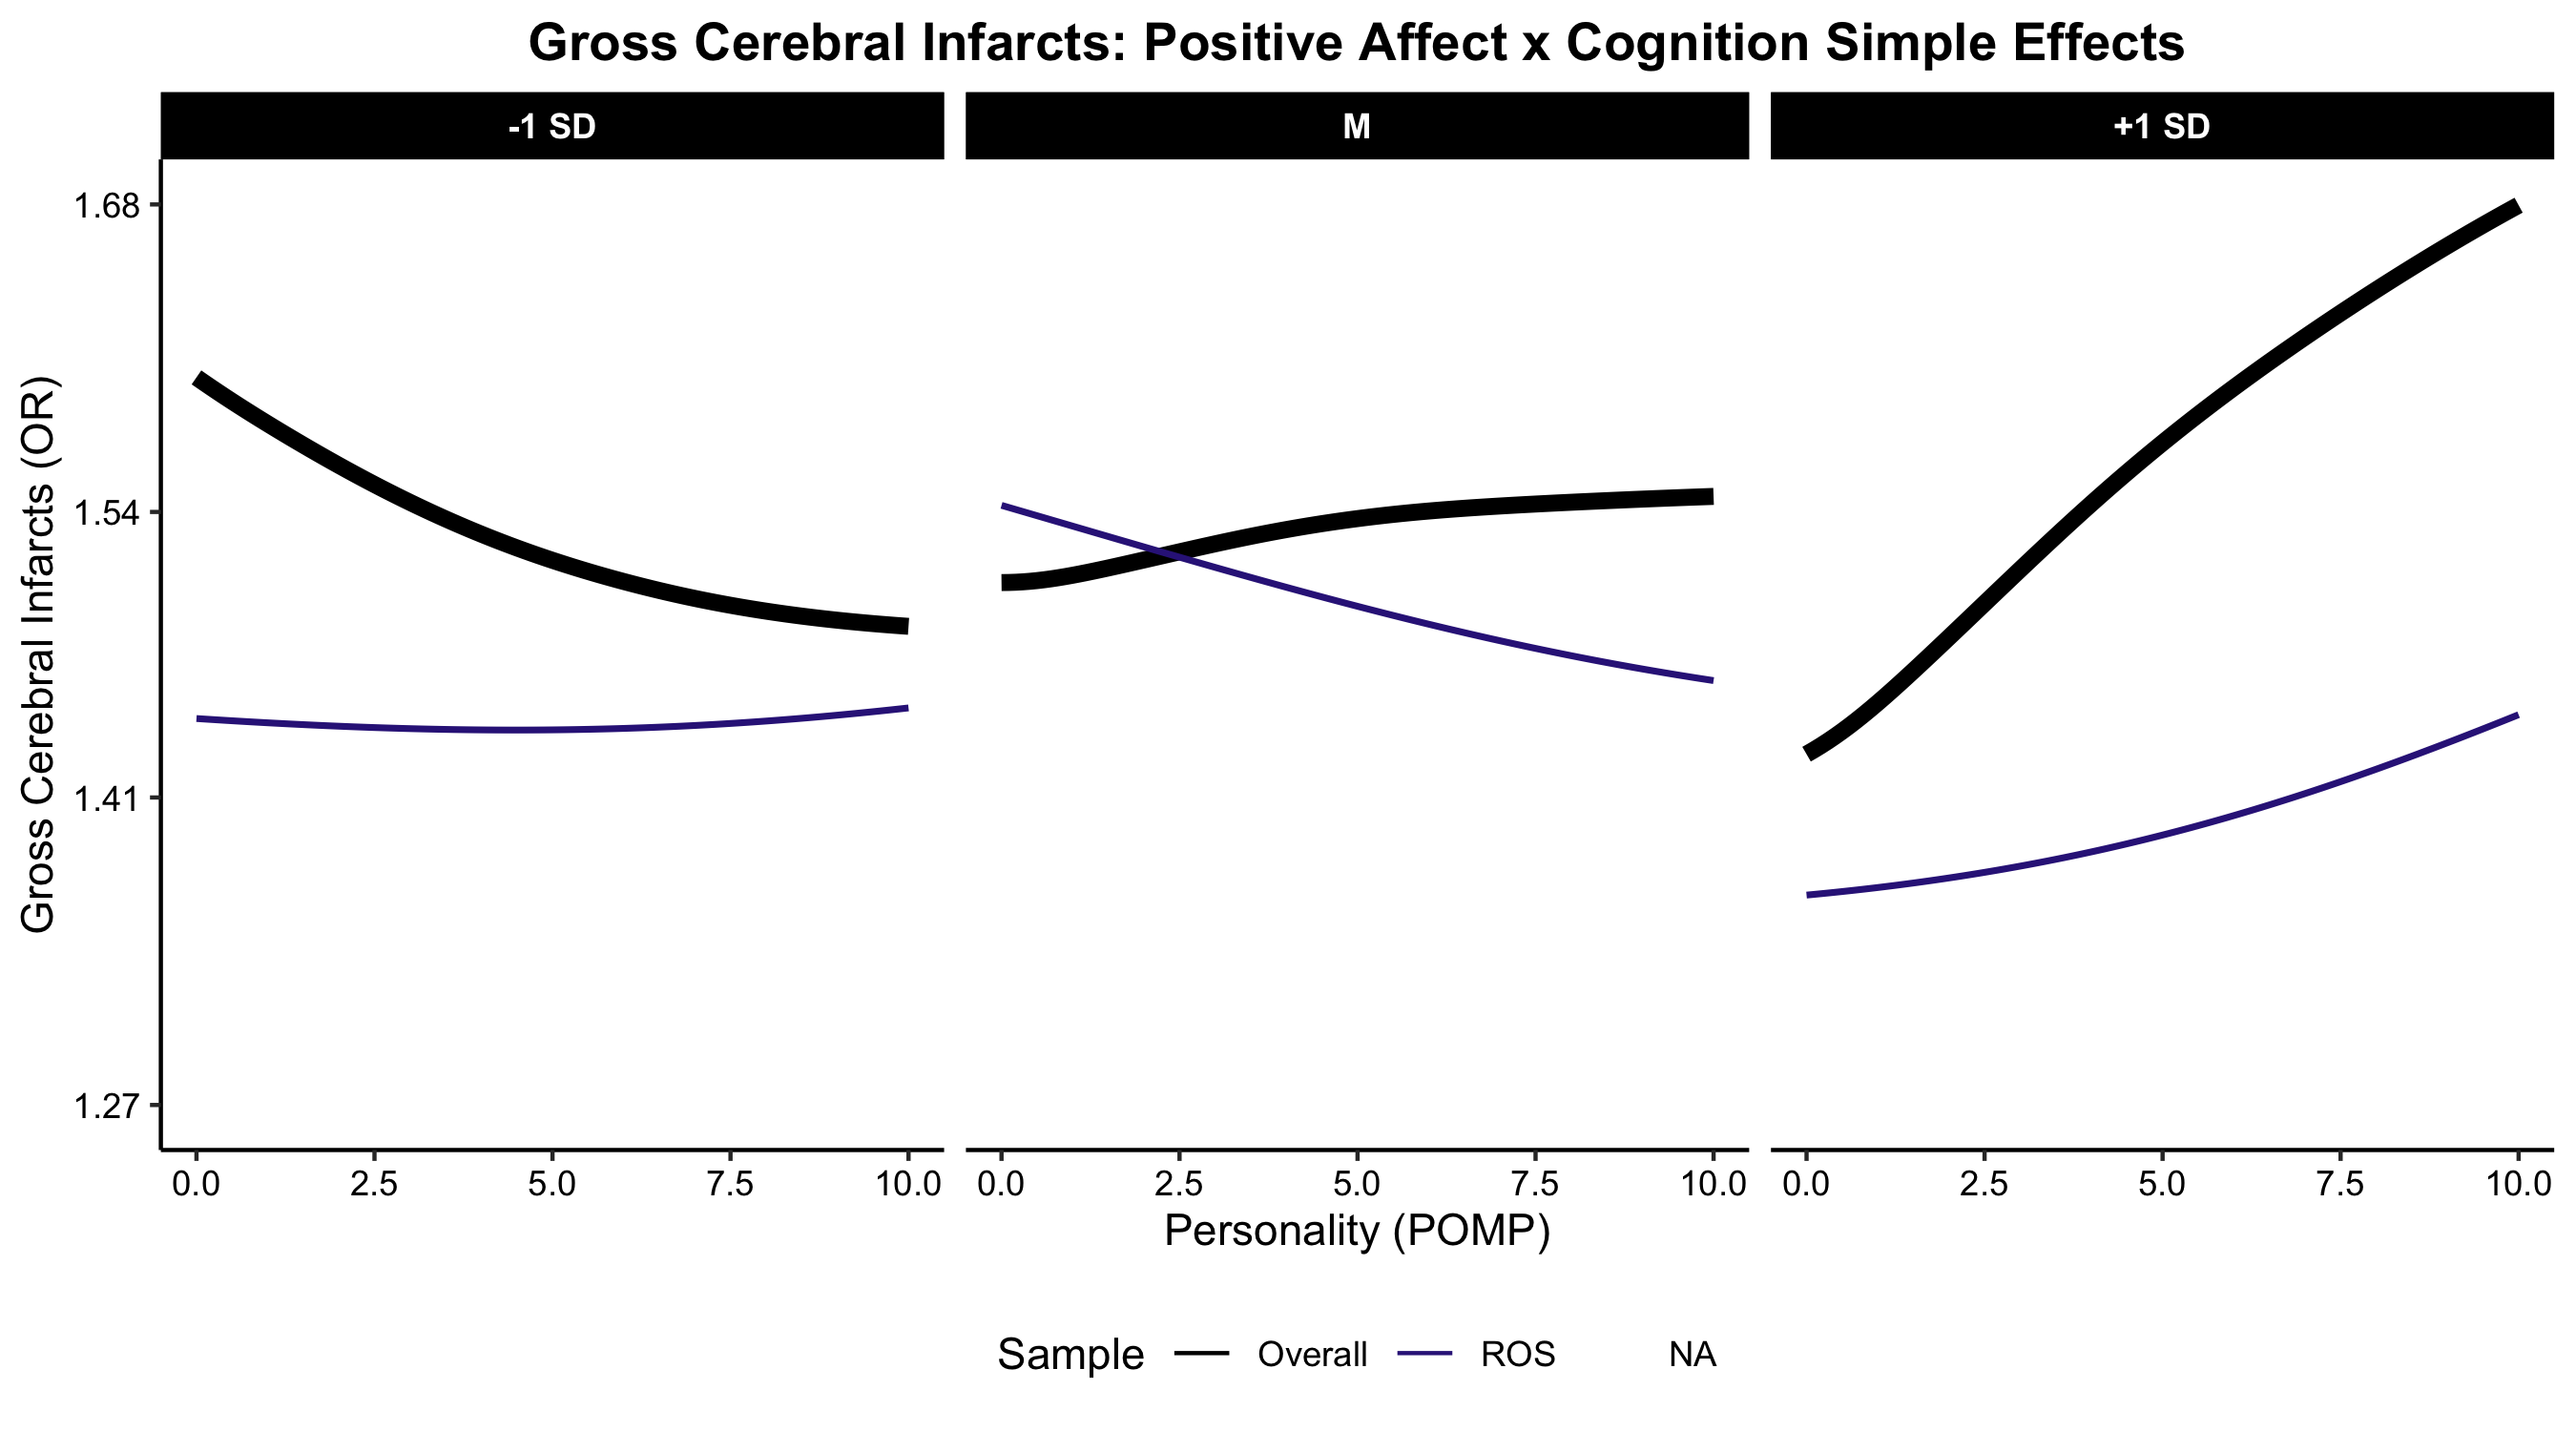 Gross Cerebral Infarcts: Positive Affect x Cognition Simple Effects
-1 SD M +1 SD
Gross Cerebral Infarcts (OR)
1.68
1.54
1.41
1.27
0.0 2.5 5.0 7.5 10.0 0.0 2.5 5.0 7.5 10.0 0.0 2.5 5.0 7.5 10.0
Personality (POMP)
Sample Overall ROS NA